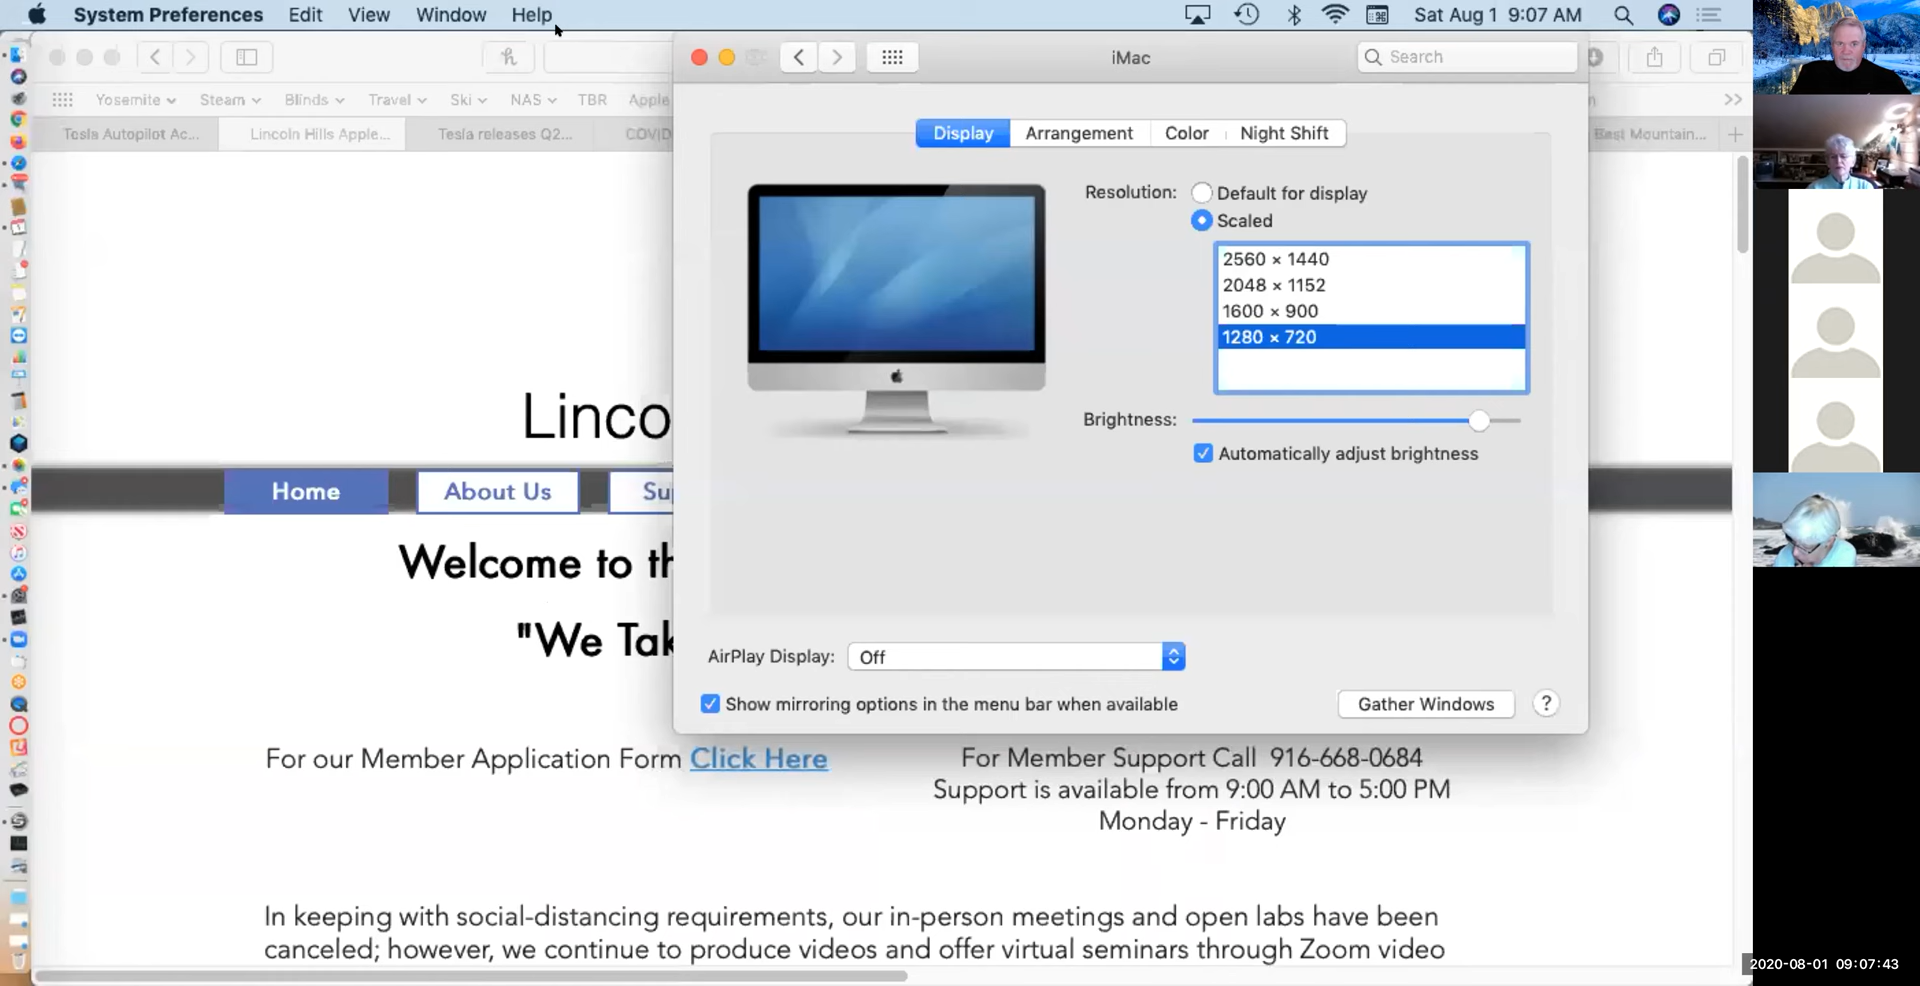 System Preferences Edit View Window Help
Sat Aug 1 9:07 AM
iMac
Search
Yosemite Steam Blinds Travel Ski NAS TBR Apple
Tesla Autopilot Ac... Lincoln Hills Apple... Tesla releases Q2... COVID East Mountain...
Display Arrangement Color Night Shift
Resolution: Default for display
Scaled
2560 × 1440
2048 × 1152
1600 × 900
1280 × 720
Brightness:
Automatically adjust brightness
Linco
Home About Us Su
Welcome to th
"We Tak
AirPlay Display: Off
Show mirroring options in the menu bar when available
Gather Windows ?
For our Member Application Form Click Here
For Member Support Call 916-668-0684
Support is available from 9:00 AM to 5:00 PM
Monday - Friday
In keeping with social-distancing requirements, our in-person meetings and open labs have been
canceled; however, we continue to produce videos and offer virtual seminars through Zoom video
2020-08-01 09:07:43